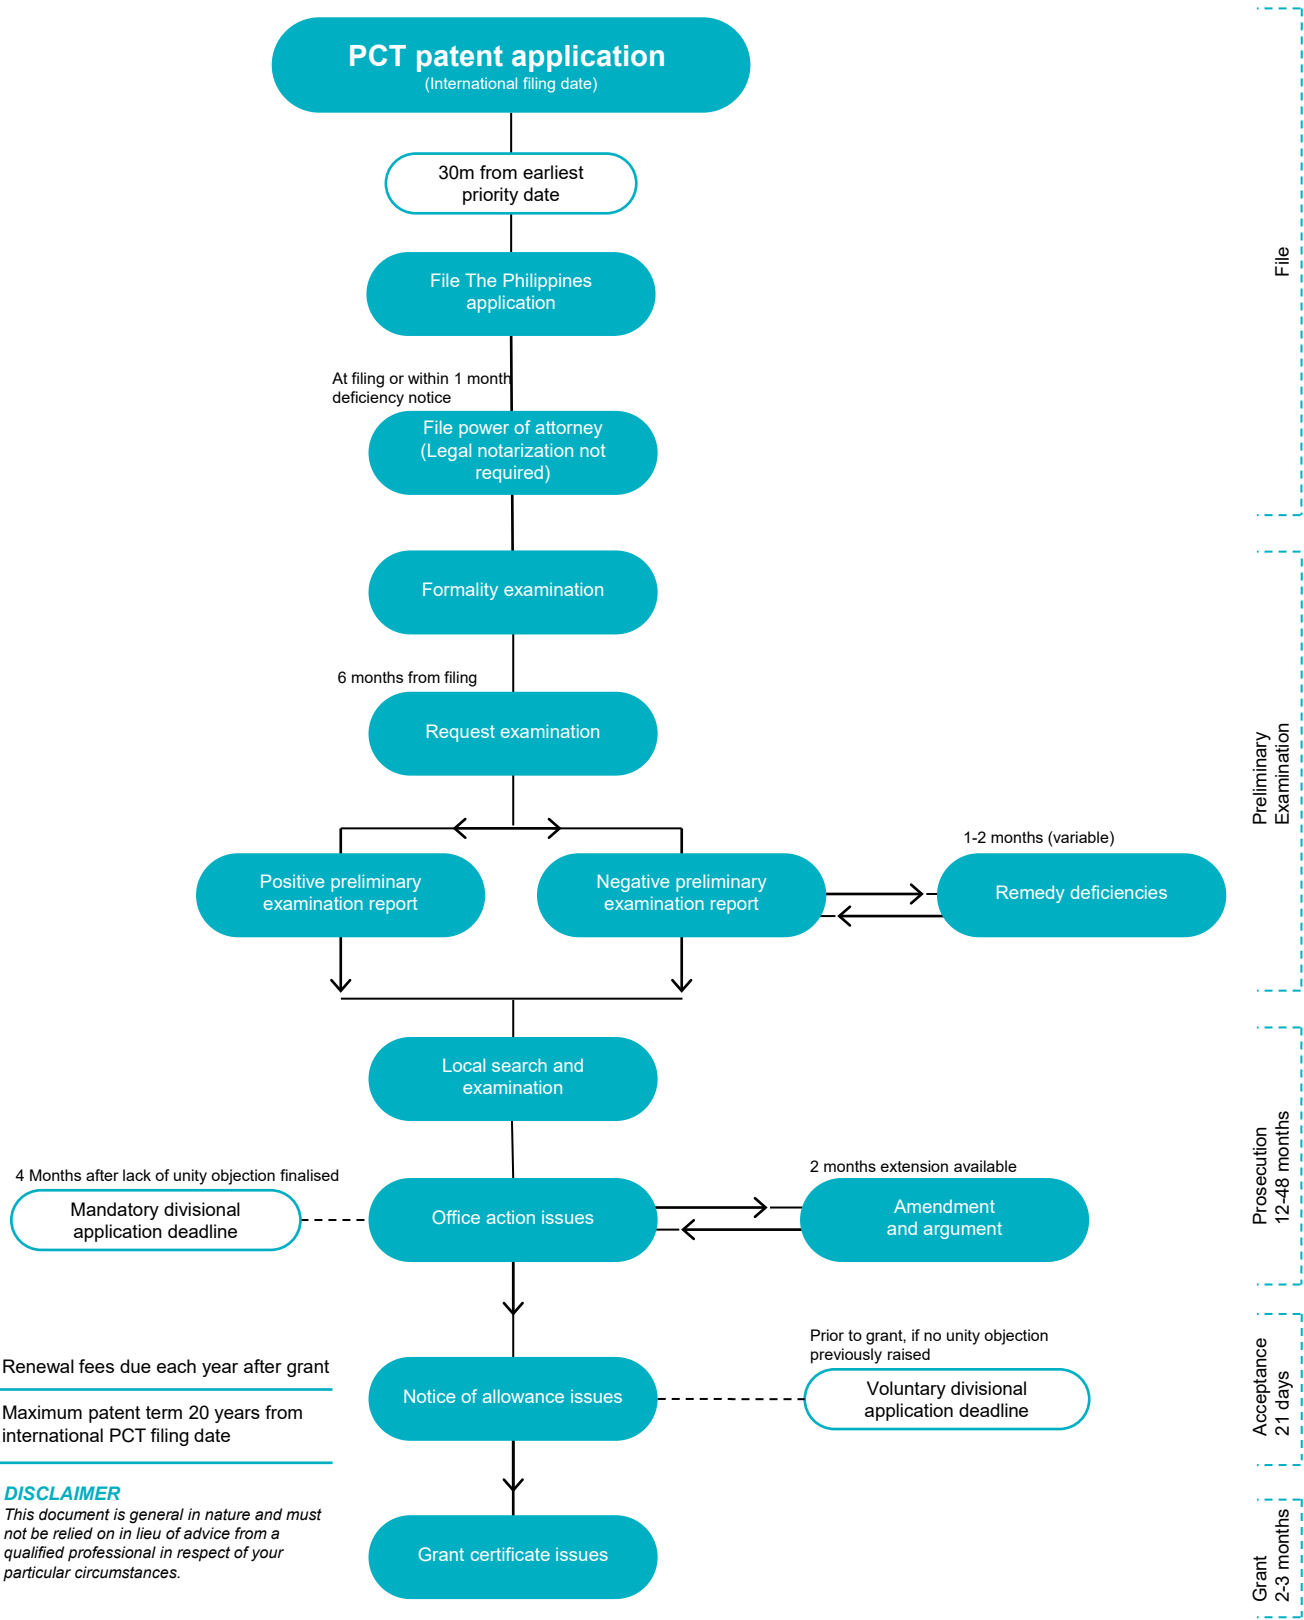 PCT patent application
(International filing date)
30m from earliest
priority date
File The Philippines
application
At filing or within 1 month
deficiency notice
File power of attorney
(Legal notarization not
required)
File
Formality examination
6 months from filing
Request examination
Positive preliminary
examination report
Negative preliminary
examination report
1-2 months (variable)
Remedy deficiencies
Preliminary
Examination
Local search and
examination
4 Months after lack of unity objection finalised
Mandatory divisional
application deadline
Office action issues
2 months extension available
Amendment
and argument
Prosecution
12-48 months
Prior to grant, if no unity objection
previously raised
Voluntary divisional
application deadline
Notice of allowance issues
Acceptance
21 days
Renewal fees due each year after grant
Maximum patent term 20 years from
international PCT filing date
DISCLAIMER
This document is general in nature and must
not be relied on in lieu of advice from a
qualified professional in respect of your
particular circumstances.
Grant certificate issues
Grant
2-3 months